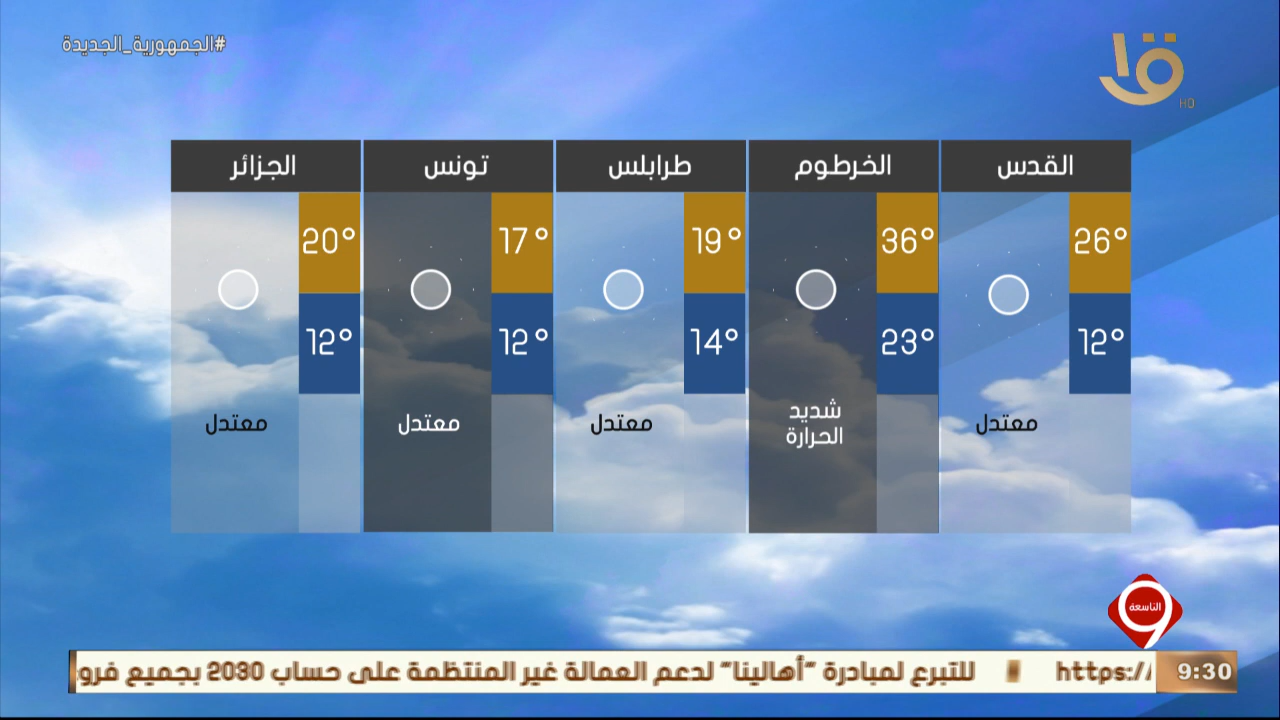 #الجمهورية_الجديدة
HD
القدس
26°
12°
معتدل
الخرطوم
36°
23°
شديد
الحرارة
طرابلس
19°
14°
معتدل
تونس
17°
12°
معتدل
الجزائر
20°
12°
معتدل
التاسعة
9
9:30
https:/
للتبرع لمبادرة "أهالينا" لدعم العمالة غير المنتظمة على حساب 2030 بجميع فرو